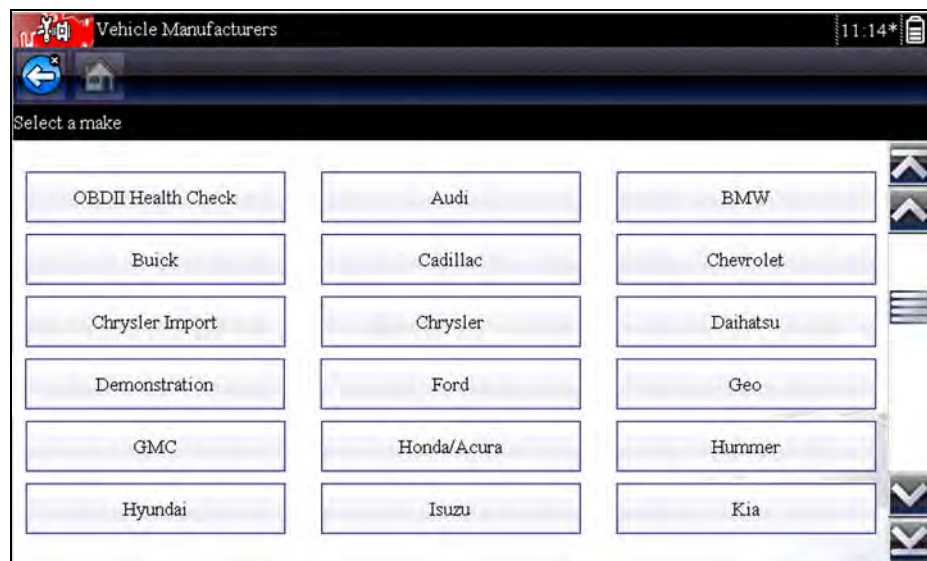 Vehicle Manufacturers 11:14*
Select a make
OBDII Health Check Audi BMW
Buick Cadillac Chevrolet
Chrysler Import Chrysler Daihatsu
Demonstration Ford Geo
GMC Honda/Acura Hummer
Hyundai Isuzu Kia